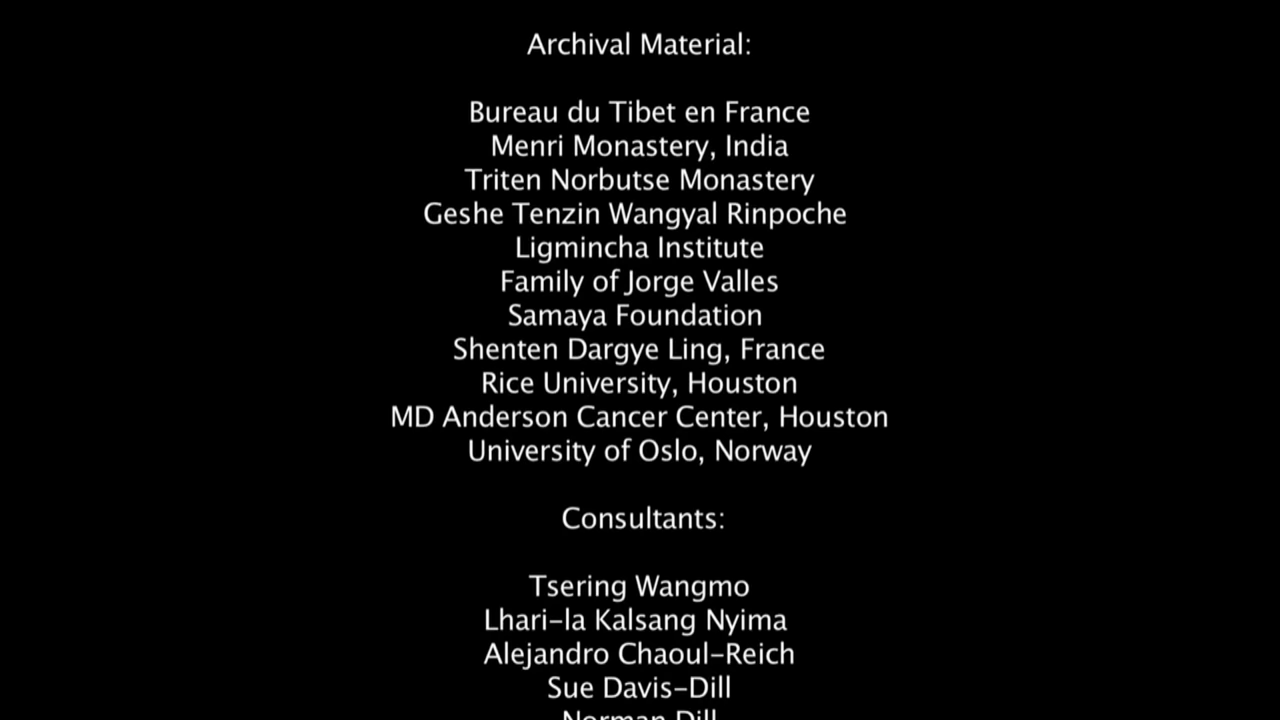 Archival Material:
Bureau du Tibet en France
Menri Monastery, India
Triten Norbutse Monastery
Geshe Tenzin Wangyal Rinpoche
Ligmincha Institute
Family of Jorge Valles
Samaya Foundation
Shenten Dargye Ling, France
Rice University, Houston
MD Anderson Cancer Center, Houston
University of Oslo, Norway
Consultants:
Tsering Wangmo
Lhari-la Kalsang Nyima
Alejandro Chaoul-Reich
Sue Davis-Dill
Norman Dill